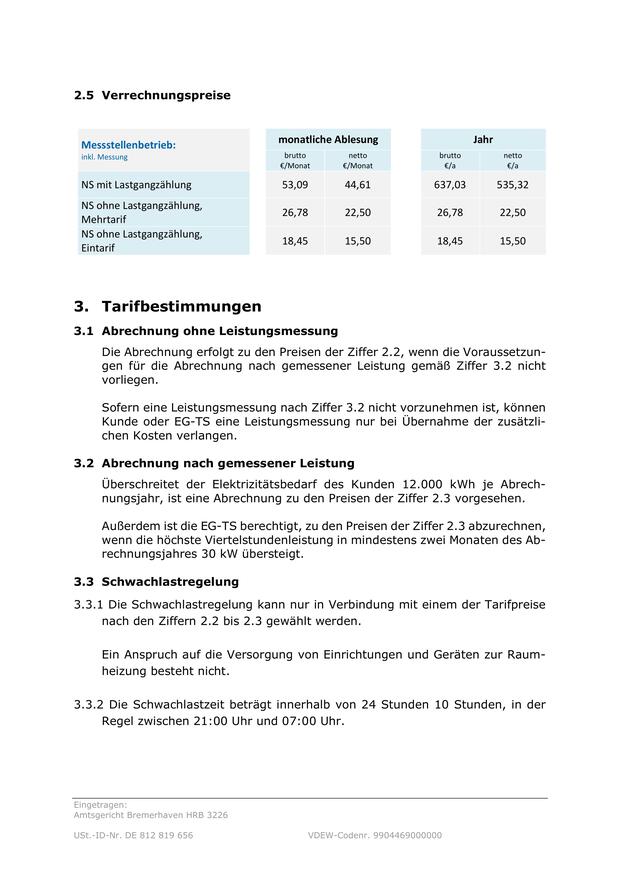 2.5 Verrechnungspreise
Messstellenbetrieb:
inkl. Messung
monatliche Ablesung
Jahr
brutto €/Monat
netto €/Monat
brutto €/a
netto €/a
NS mit Lastgangzählung 53,09 44,61 637,03 535,32
NS ohne Lastgangzählung,
Mehrtarif 26,78 22,50 26,78 22,50
NS ohne Lastgangzählung,
Eintarif 18,45 15,50 18,45 15,50
3. Tarifbestimmungen
3.1 Abrechnung ohne Leistungsmessung
Die Abrechnung erfolgt zu den Preisen der Ziffer 2.2, wenn die Voraussetzun-
gen für die Abrechnung nach gemessener Leistung gemäß Ziffer 3.2 nicht
vorliegen.
Sofern eine Leistungsmessung nach Ziffer 3.2 nicht vorzunehmen ist, können
Kunde oder EG-TS eine Leistungsmessung nur bei Übernahme der zusätzli-
chen Kosten verlangen.
3.2 Abrechnung nach gemessener Leistung
Überschreitet der Elektrizitätsbedarf des Kunden 12.000 kWh je Abrech-
nungsjahr, ist eine Abrechnung zu den Preisen der Ziffer 2.3 vorgesehen.
Außerdem ist die EG-TS berechtigt, zu den Preisen der Ziffer 2.3 abzurechnen,
wenn die höchste Viertelstundenleistung in mindestens zwei Monaten des Ab-
rechnungsjahres 30 kW übersteigt.
3.3 Schwachlastregelung
3.3.1 Die Schwachlastregelung kann nur in Verbindung mit einem der Tarifpreise
nach den Ziffern 2.2 bis 2.3 gewählt werden.
Ein Anspruch auf die Versorgung von Einrichtungen und Geräten zur Raum-
heizung besteht nicht.
3.3.2 Die Schwachlastzeit beträgt innerhalb von 24 Stunden 10 Stunden, in der
Regel zwischen 21:00 Uhr und 07:00 Uhr.
Eingetragen:
Amtsgericht Bremerhaven HRB 3226
USt.-ID-Nr. DE 812 819 656 VDEW-Codenr. 9904469000000